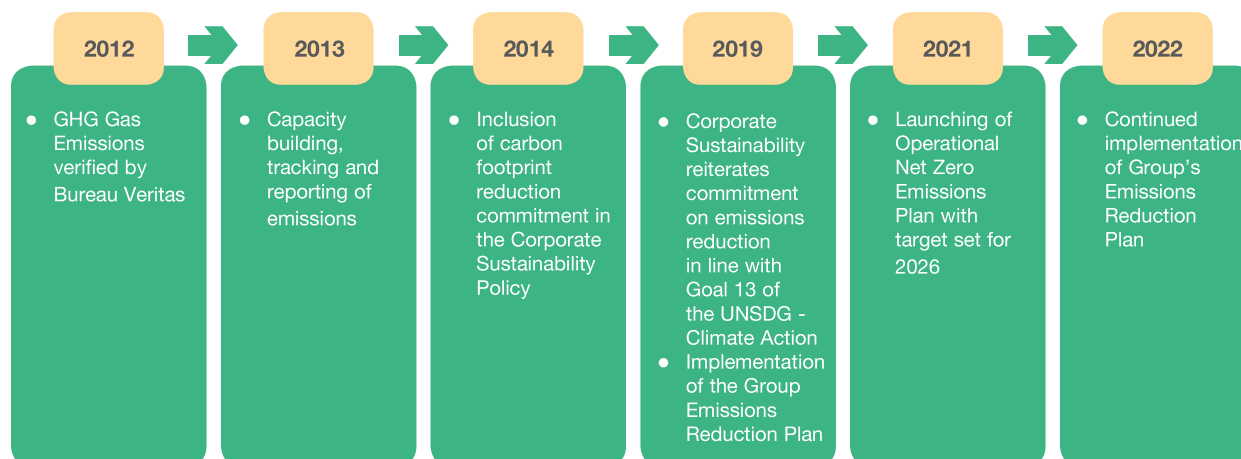 2012
GHG Gas
Emissions
verified by
Bureau Veritas
2013
Capacity
building,
tracking and
reporting of
emissions
2014
Inclusion
of carbon
footprint
reduction
commitment in
the Corporate
Sustainability
Policy
2019
Corporate
Sustainability
reiterates
commitment
on emissions
reduction
in line with
Goal 13 of
the UNSDG -
Climate Action
Implementation
of the Group
Emissions
Reduction Plan
2021
Launching of
Operational
Net Zero
Emissions
Plan with
target set for
2026
2022
Continued
implementation
of Group's
Emissions
Reduction
Plan